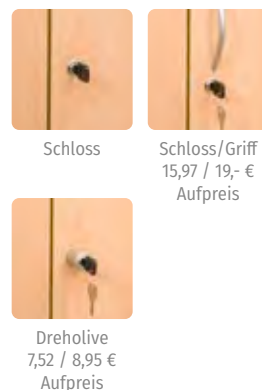 Schloss
Schloss/Griff
15,97 / 19,- €
Aufpreis
Dreholive
7,52 / 8,95 €
Aufpreis